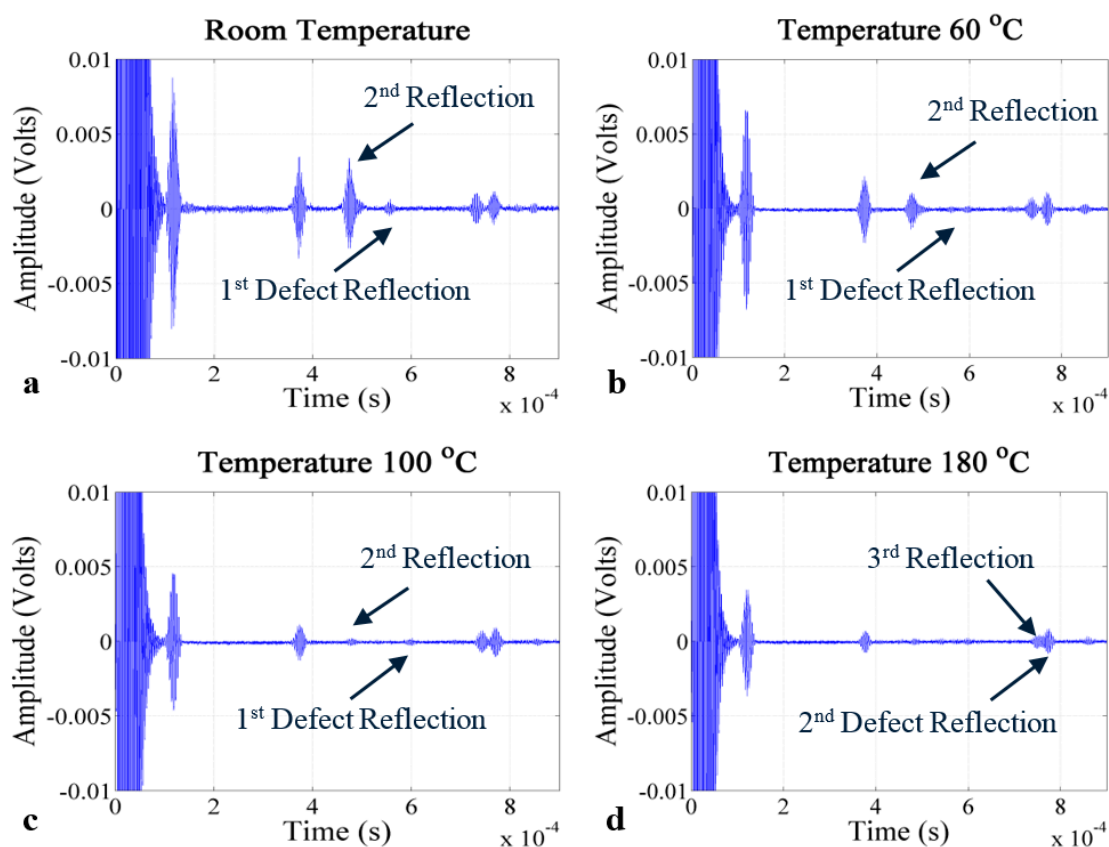 Room Temperature
Amplitude (Volts)
0.01
0.005
0
-0.005
-0.01
2nd Reflection
1st Defect Reflection
0 2 4 6 8
Time (s)
x 10-4
a
Temperature 60 oC
Amplitude (Volts)
0.01
0.005
0
-0.005
-0.01
2nd Reflection
1st Defect Reflection
0 2 4 6 8
Time (s)
x 10-4
b
Temperature 100 oC
Amplitude (Volts)
0.01
0.005
0
-0.005
-0.01
2nd Reflection
1st Defect Reflection
0 2 4 6 8
Time (s)
x 10-4
c
Temperature 180 oC
Amplitude (Volts)
0.01
0.005
0
-0.005
-0.01
3rd Reflection
2nd Defect Reflection
0 2 4 6 8
Time (s)
x 10-4
d